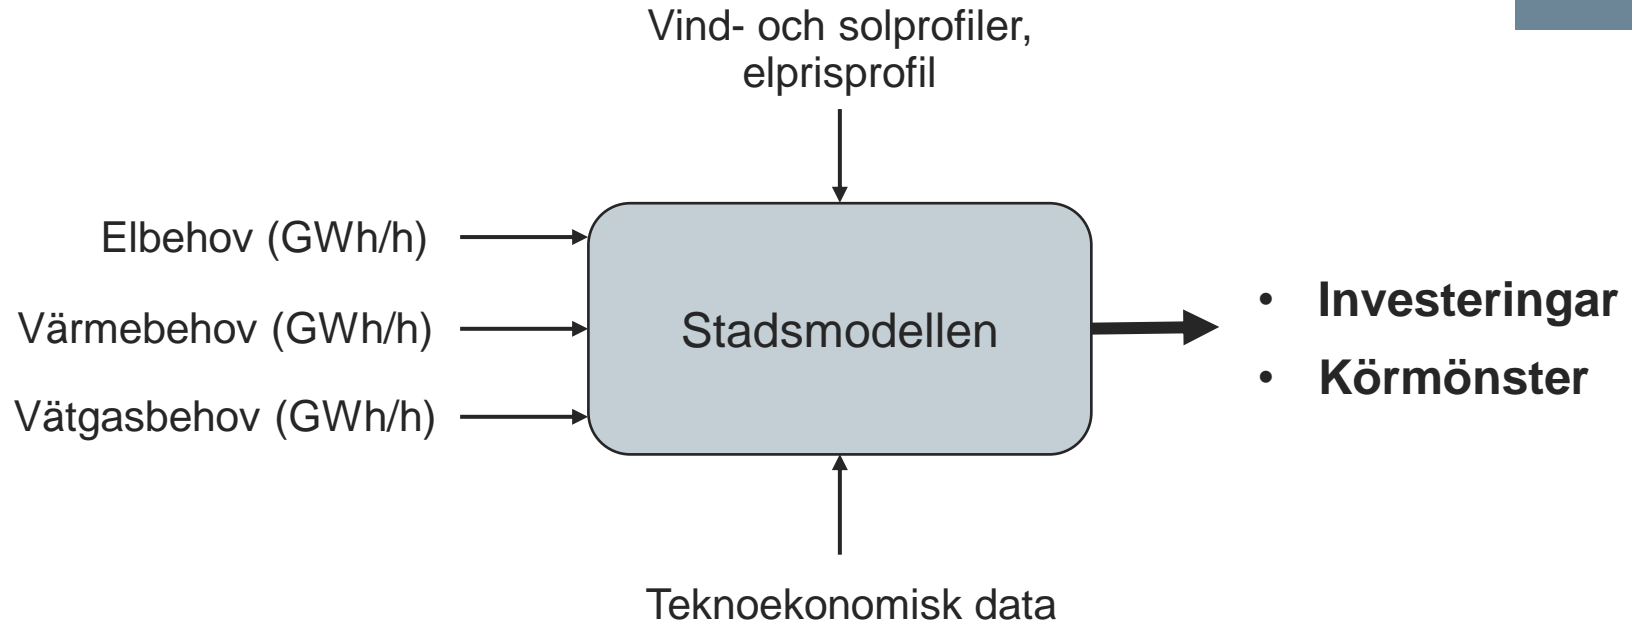 Vind- och solprofiler,
elprisprofil
Elbehov (GWh/h)
Värmebehov (GWh/h)
Vätgasbehov (GWh/h)
Stadsmodellen
• Investeringar
• Körmönster
Teknoekonomisk data